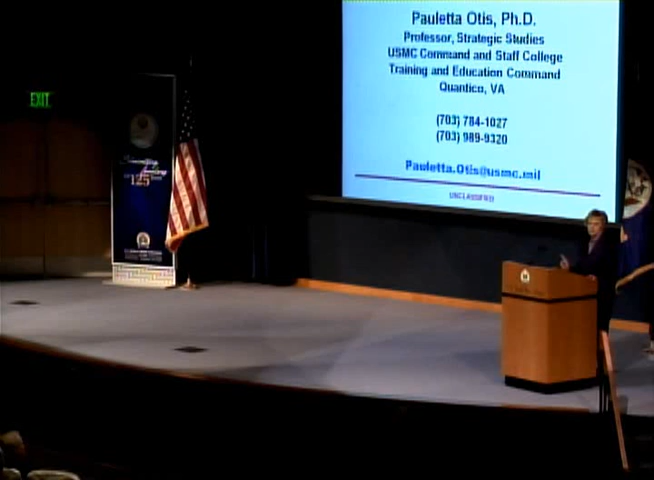 EXIT
Pauletta Otis, Ph.D.
Professor, Strategic Studies
USMC Command and Staff College
Training and Education Command
Quantico, VA
(703) 784-1027
(703) 989-9320
Pauletta.Otis@usmc.mil
UNCLASSIFIED
125